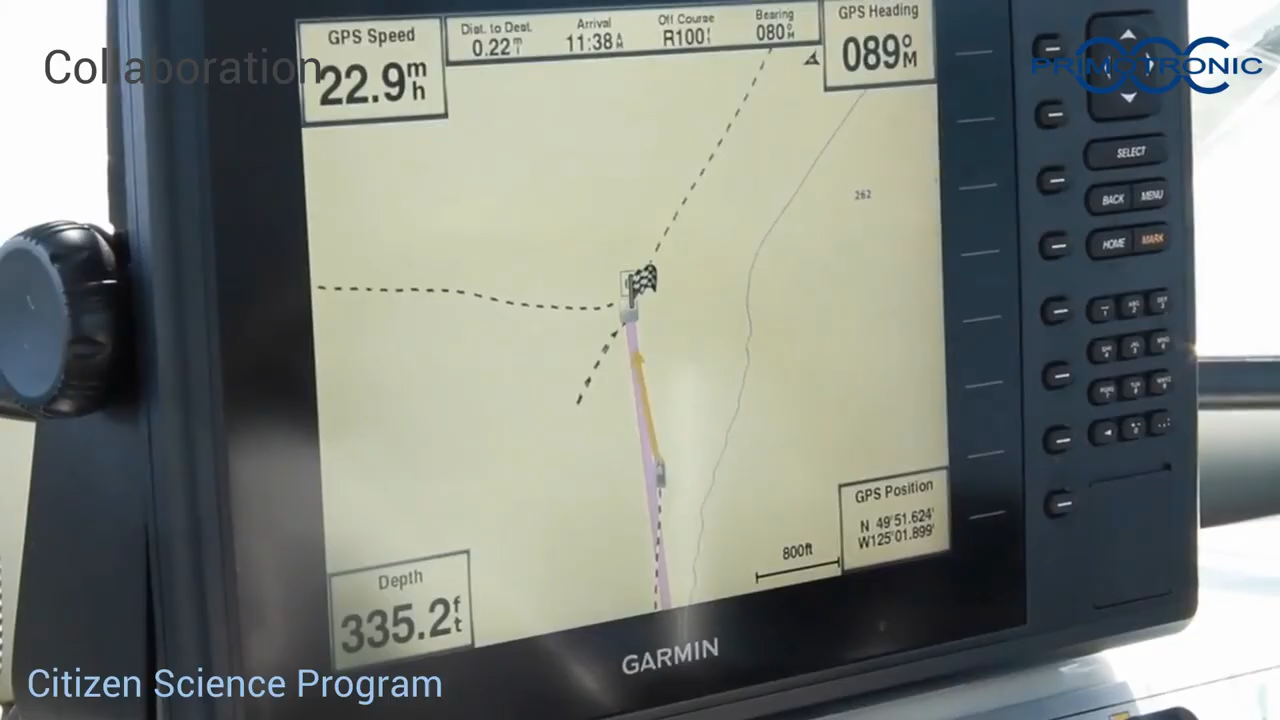 Collaboration
PRIMOTRONIC
GPS Speed
22.9 mh
Dist. to Dest.
0.22
Arrival
11:38 A
Off Course
R100
Bearing
080° M
GPS Heading
089° M
262
SELECT
BACK MENU
HOME MARK
GPS Position
N 49°51.624'
W125°01.899'
800ft
Depth
335.2 ft
GARMIN
Citizen Science Program